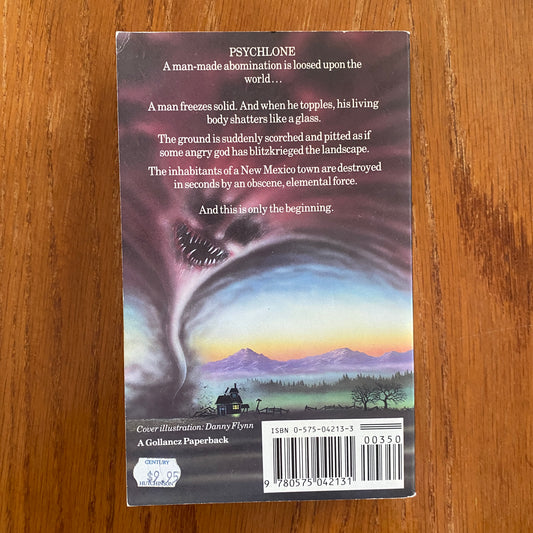 PSYCHLONE
A man-made abomination is loosed upon the
world...
A man freezes solid. And when he topples, his living
body shatters like a glass.
The ground is suddenly scorched and pitted as if
some angry god has blitzkrieged the landscape.
The inhabitants of a New Mexico town are destroyed
in seconds by an obscene, elemental force.
And this is only the beginning.
Cover illustration: Danny Flynn
A Gollancz Paperback
ISBN 0-575-04213-3
00350
9 780575 042131
CENTURY
$9.95
HUTCHINSON